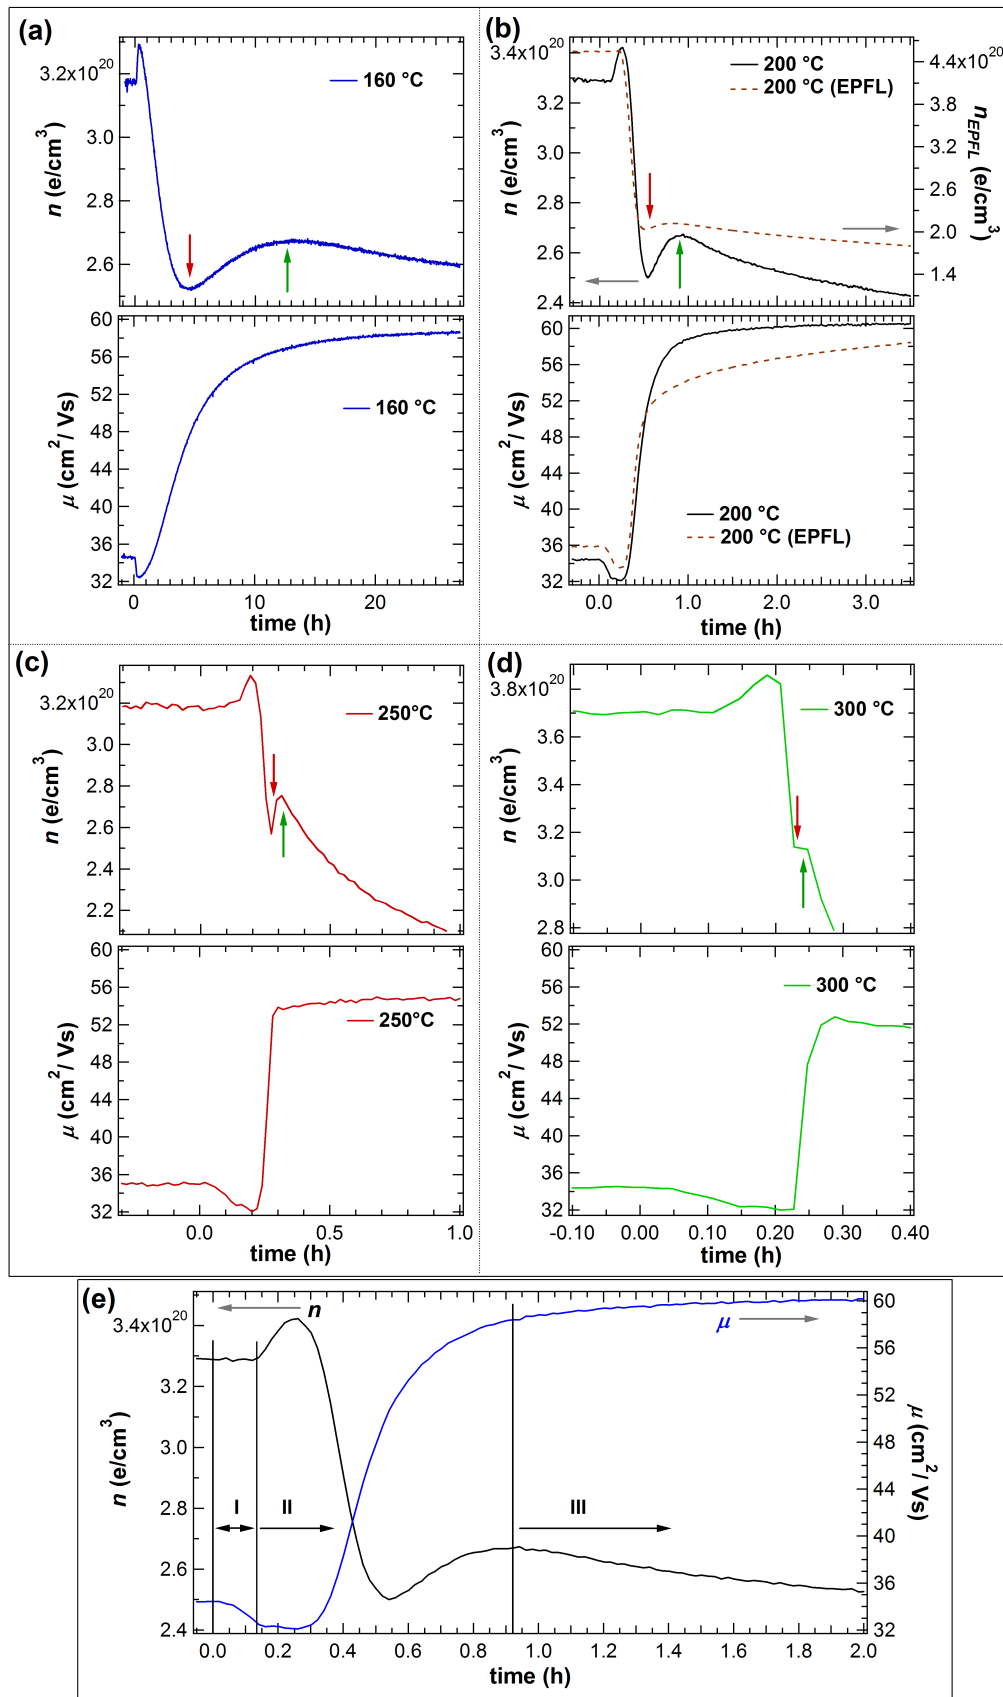 (a)
3.2x10^20
3.0
2.8
2.6
n (e/cm^3)
160 °C
60
56
52
48
44
40
36
32
μ (cm^2/ Vs)
160 °C
0
10
20
time (h)
(b)
3.4x10^20
3.2
3.0
2.8
2.6
2.4
n (e/cm^3)
200 °C
200 °C (EPFL)
4.4x10^20
3.8
3.2
2.6
2.0
1.4
n_EPFL (e/cm^3)
60
56
52
48
44
40
36
32
μ (cm^2/ Vs)
200 °C
200 °C (EPFL)
0.0
1.0
2.0
3.0
time (h)
(c)
3.2x10^20
3.0
2.8
2.6
2.4
2.2
n (e/cm^3)
250°C
60
56
52
48
44
40
36
32
μ (cm^2/ Vs)
250°C
0.0
0.5
1.0
time (h)
(d)
3.8x10^20
3.6
3.4
3.2
3.0
2.8
n (e/cm^3)
300 °C
60
56
52
48
44
40
36
32
μ (cm^2/ Vs)
300 °C
-0.10
0.00
0.10
0.20
0.30
0.40
time (h)
(e)
n
μ
3.4x10^20
3.2
3.0
2.8
2.6
2.4
n (e/cm^3)
I
II
III
60
56
52
48
44
40
36
32
μ (cm^2/ Vs)
0.0
0.2
0.4
0.6
0.8
1.0
1.2
1.4
1.6
1.8
2.0
time (h)